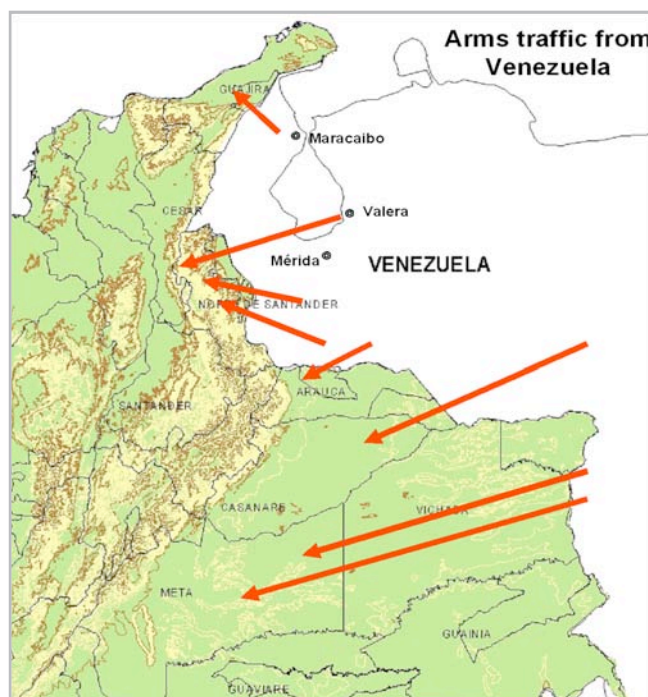 Arms traffic from
Venezuela
GUAJIRA
Maracaibo
CESAR
Valera
Mérida
VENEZUELA
NORTE DE SANTANDER
ARAUCA
SANTANDER
CASANARE
VICHADA
META
GUAINIA
GUAVIARE